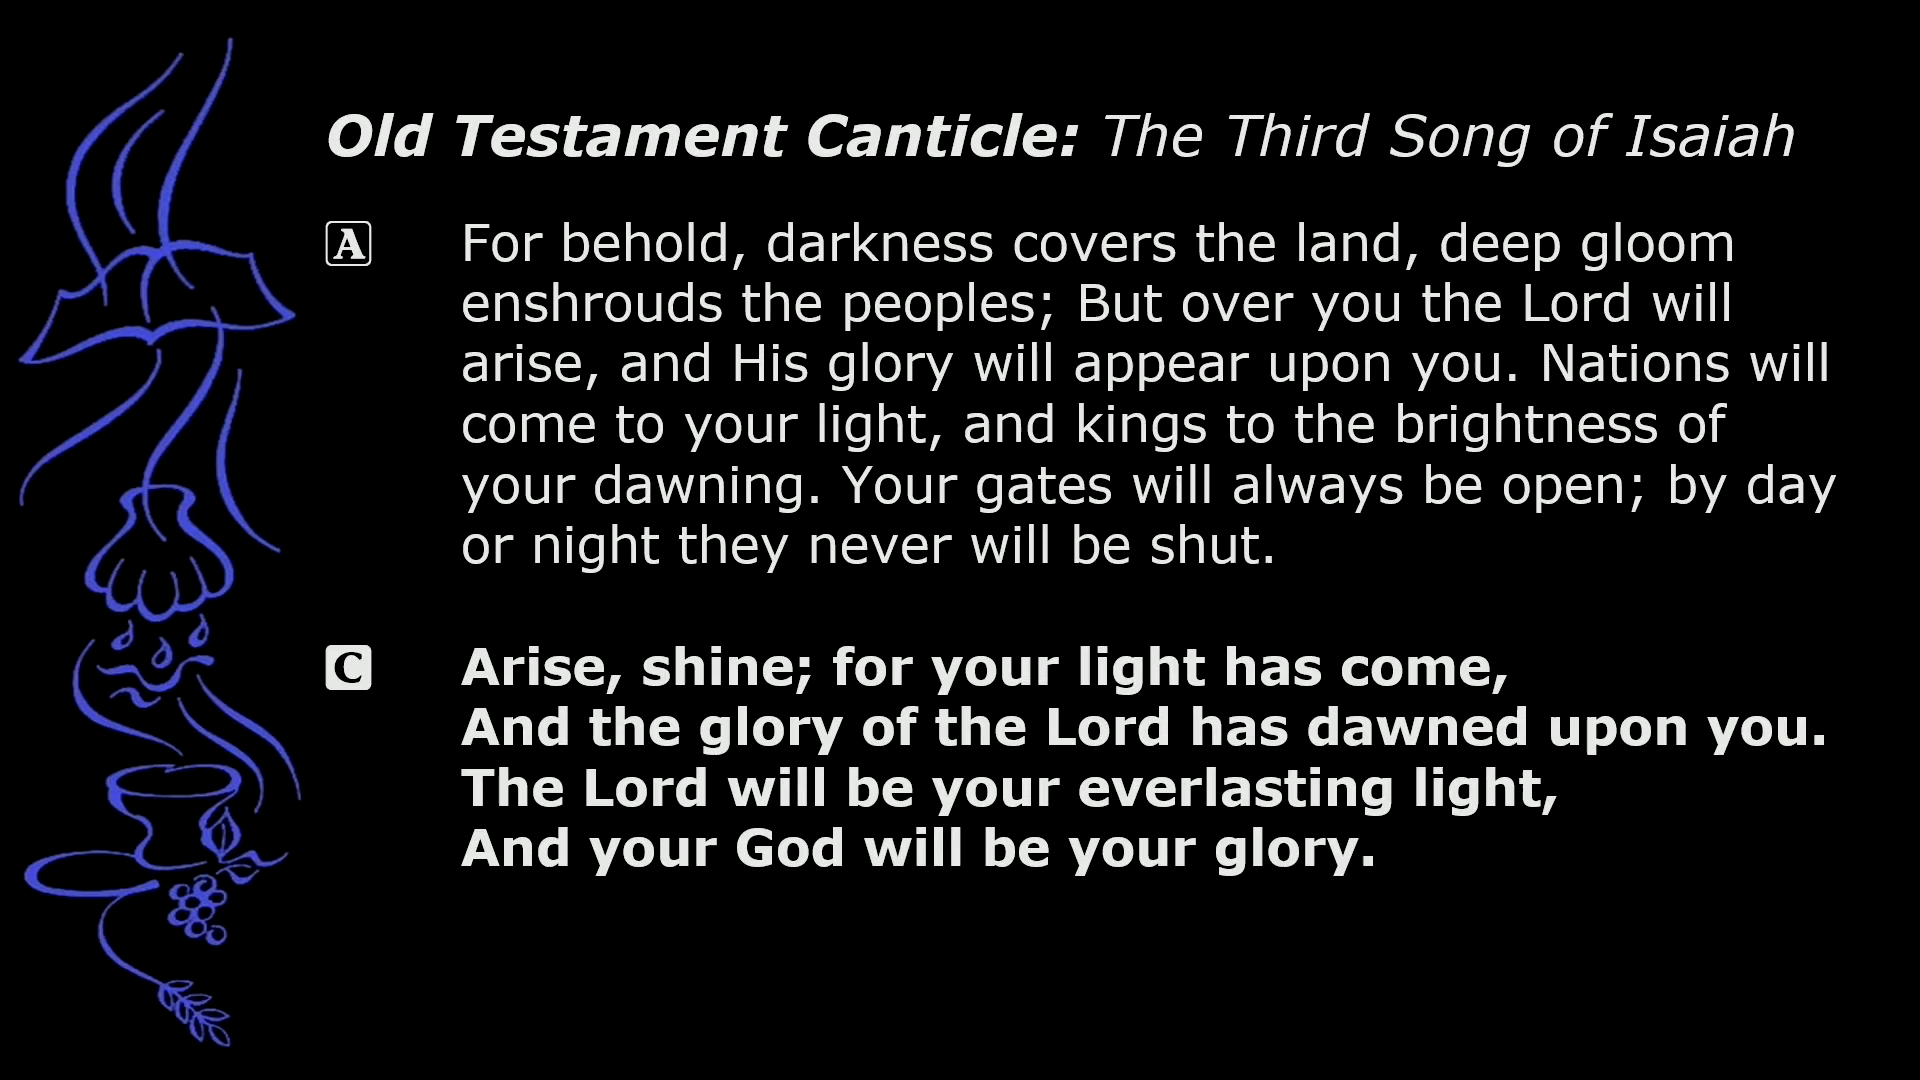 Old Testament Canticle: The Third Song of Isaiah
A For behold, darkness covers the land, deep gloom
enshrouds the peoples; But over you the Lord will
arise, and His glory will appear upon you. Nations will
come to your light, and kings to the brightness of
your dawning. Your gates will always be open; by day
or night they never will be shut.
C Arise, shine; for your light has come,
And the glory of the Lord has dawned upon you.
The Lord will be your everlasting light,
And your God will be your glory.